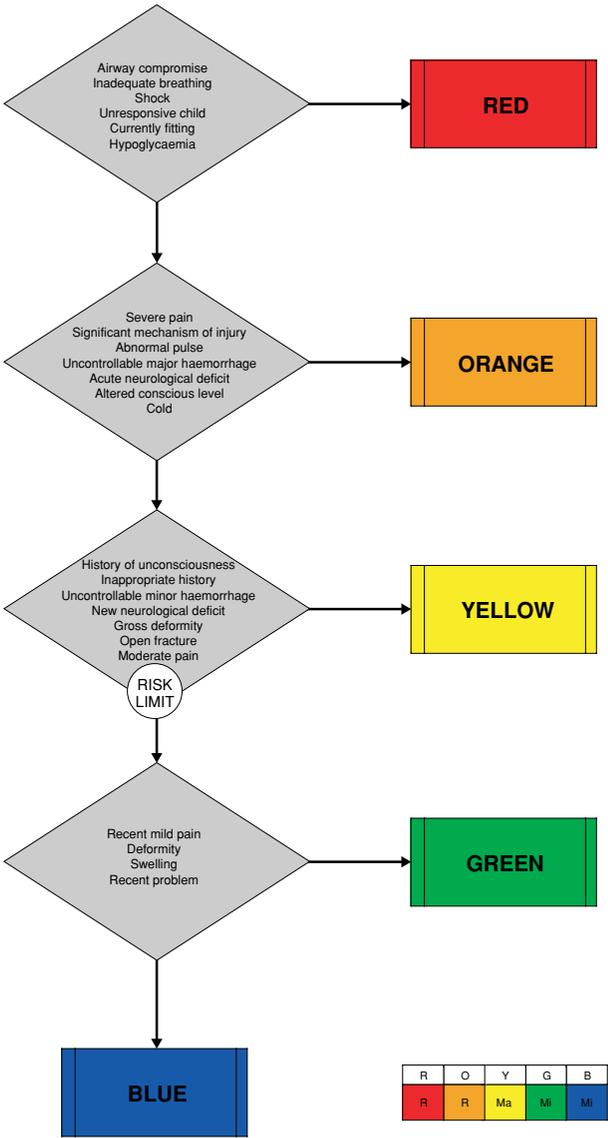 Airway compromise
Inadequate breathing
Shock
Unresponsive child
Currently fitting
Hypoglycaemia
RED
Severe pain
Significant mechanism of injury
Abnormal pulse
Uncontrollable major haemorrhage
Acute neurological deficit
Altered conscious level
Cold
ORANGE
History of unconsciousness
Inappropriate history
Uncontrollable minor haemorrhage
New neurological deficit
Gross deformity
Open fracture
Moderate pain
YELLOW
RISK
LIMIT
Recent mild pain
Deformity
Swelling
Recent problem
GREEN
BLUE
R O Y G B
R R Ma Mi Mi